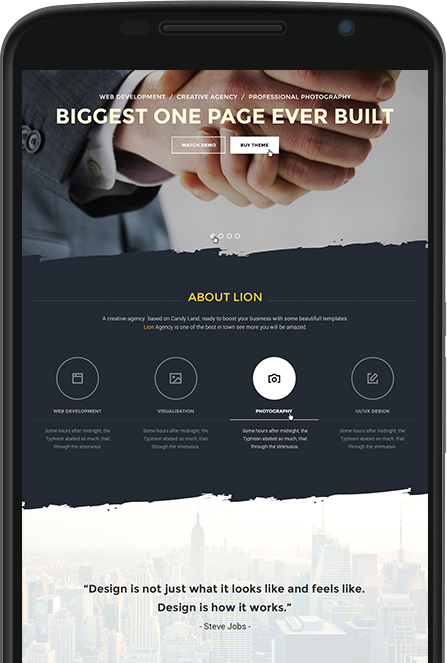 WEB DEVELOPMENT / CREATIVE AGENCY / PROFESSIONAL PHOTOGRAPHY
BIGGEST ONE PAGE EVER BUILT
WATCH DEMO
BUY THEME
ABOUT LION
A creative agency based on Candy Land, ready to boost your business with some beautifull templates.
Lion Agency is one of the best in town see more you will be amazed.
WEB DEVELOPMENT
Some hours after midnight, the
Typhoon abated so much, that
through the strenuous.
VISUALISATION
Some hours after midnight, the
Typhoon abated so much, that
through the strenuous.
PHOTOGRAPHY
Some hours after midnight, the
Typhoon abated so much, that
through the strenuous.
UI/UX DESIGN
Some hours after midnight, the
Typhoon abated so much, that
through the strenuous.
“Design is not just what it looks like and feels like.
Design is how it works.”
- Steve Jobs -